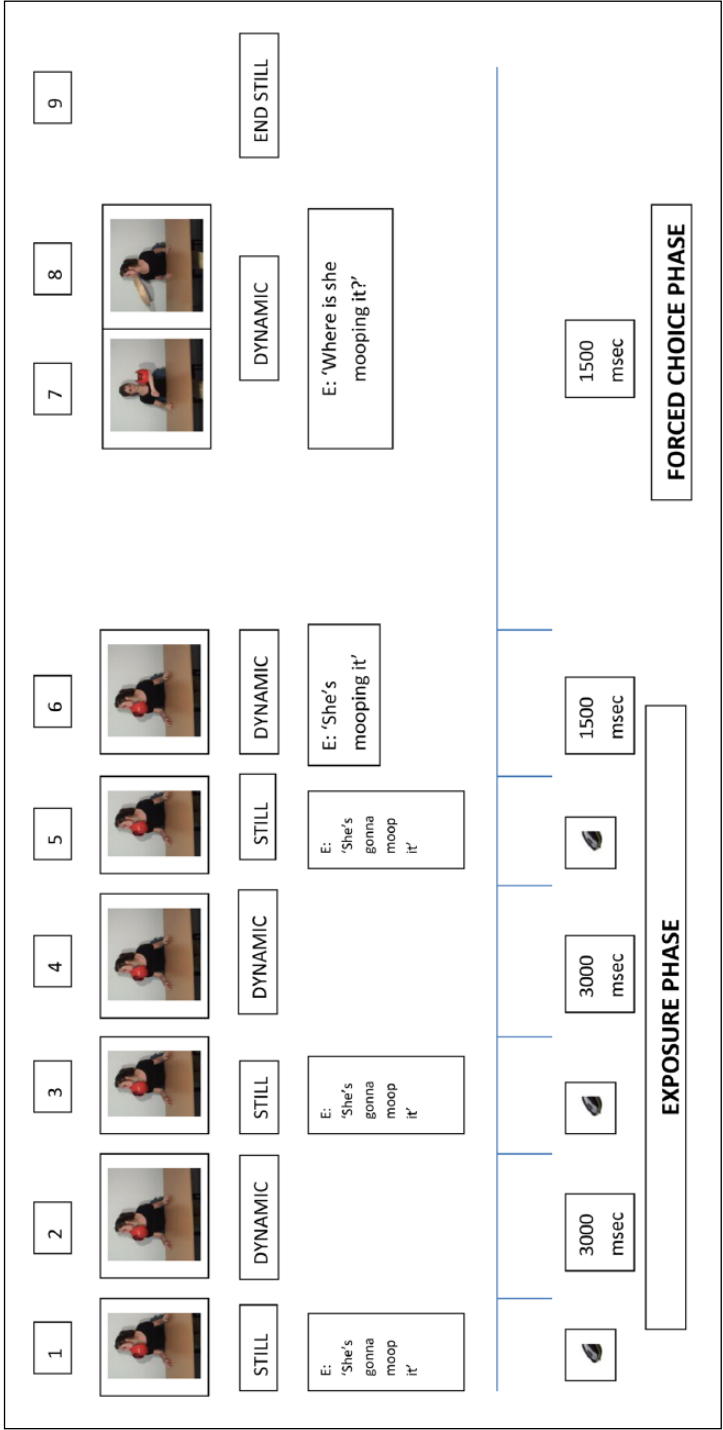 1
2
3
4
5
6
7
8
9
STILL
DYNAMIC
STILL
DYNAMIC
STILL
DYNAMIC
DYNAMIC
END STILL
E:
‘She’s
gonna
moop
it’
E:
‘She’s
gonna
moop
it’
E:
‘She’s
gonna
moop
it’
E: ‘She’s
mooping it’
E: ‘Where is she
mooping it?’
3000
msec
3000
msec
1500
msec
1500
msec
EXPOSURE PHASE
FORCED CHOICE PHASE